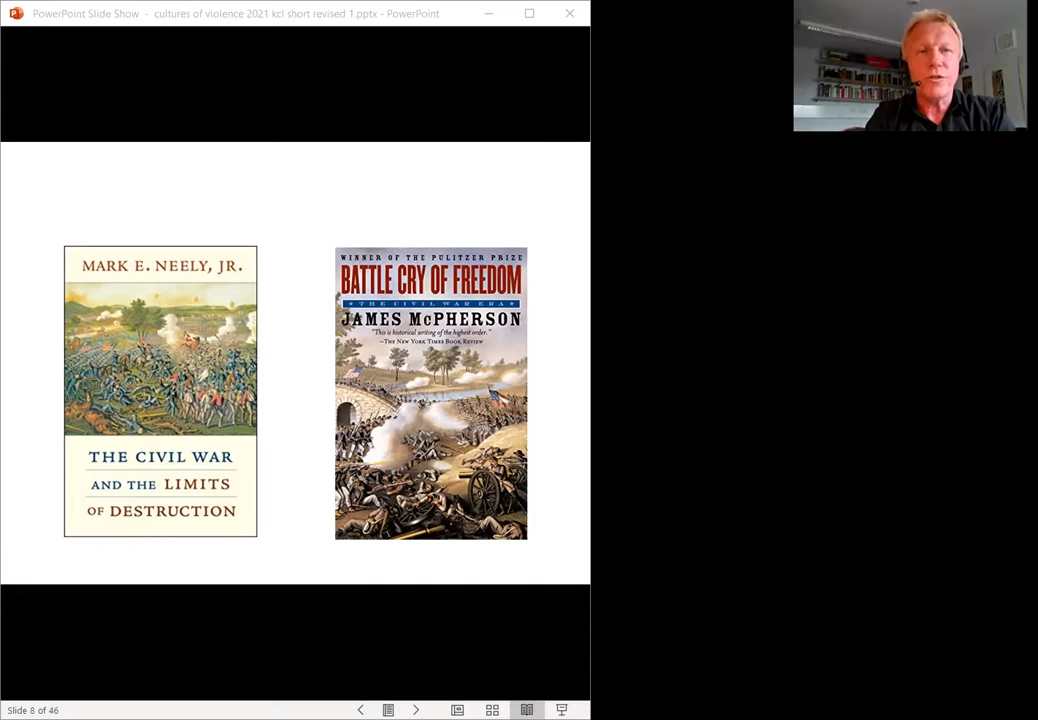 PowerPoint Slide Show - cultures of violence 2021 kcl short revised 1.pptx - PowerPoint
MARK E. NEELY, JR.
THE CIVIL WAR
AND THE LIMITS
OF DESTRUCTION
WINNER OF THE PULITZER PRIZE
BATTLE CRY OF FREEDOM
THE CIVIL WAR ERA
JAMES McPHERSON
"This is historical writing of the highest order."
—THE NEW YORK TIMES BOOK REVIEW
Slide 8 of 46